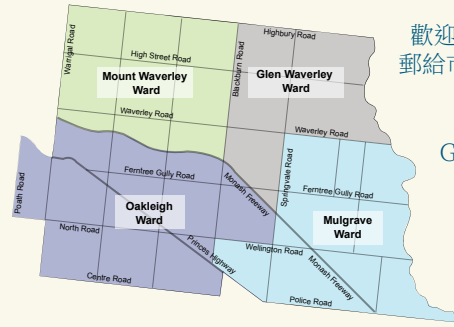 Highbury Road
Warrigal Road
High Street Road
Blackburn Road
Mount Waverley
Ward
Glen Waverley
Ward
Waverley Road
Waverley Road
Springvale Road
Poath Road
Ferntree Gully Road
Monash Freeway
Ferntree Gully Road
Oakleigh
Ward
Mulgrave
Ward
North Road
Princes Highway
Wellington Road
Monash Freeway
Centre Road
Police Road
歡迎
郵給市
G